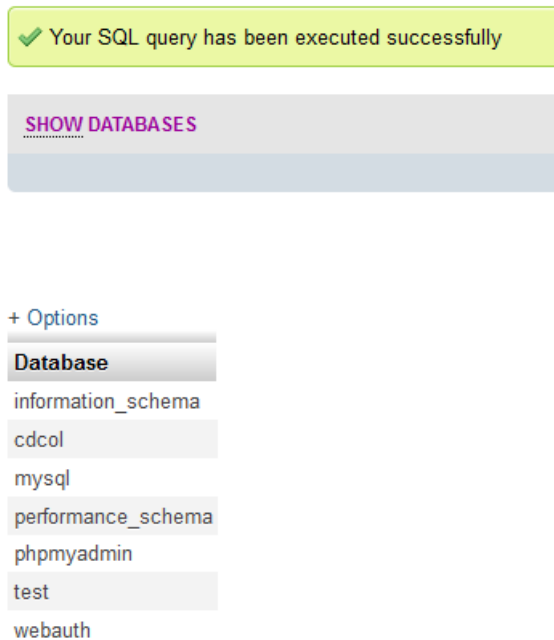 Your SQL query has been executed successfully
SHOW DATABASES
+ Options
Database
information_schema
cdcol
mysql
performance_schema
phpmyadmin
test
webauth